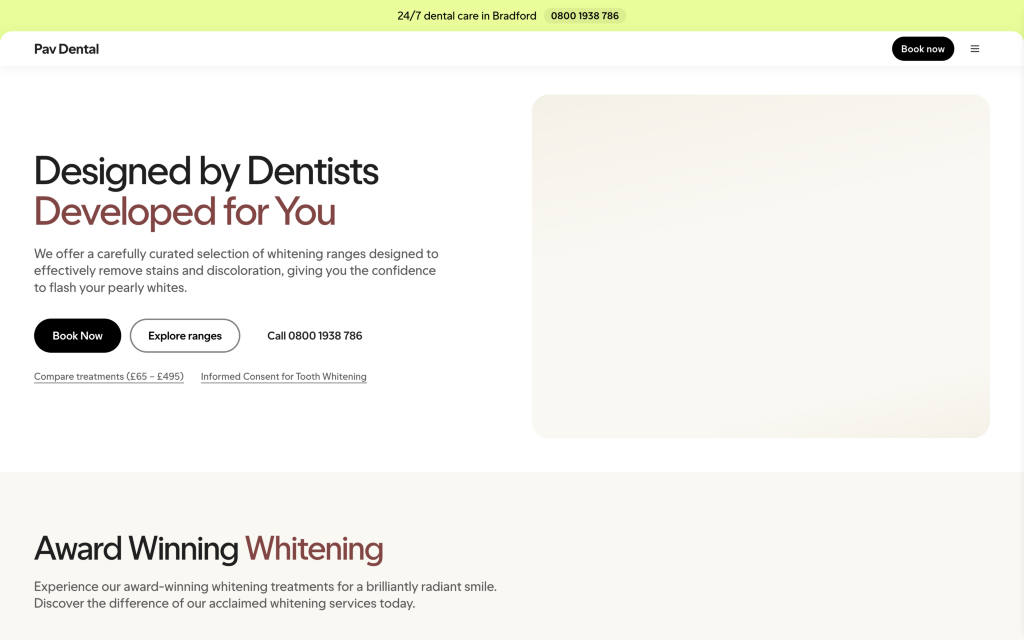 24/7 dental care in Bradford 0800 1938 786
Pav Dental
Book now
Designed by Dentists
Developed for You
We offer a carefully curated selection of whitening ranges designed to
effectively remove stains and discoloration, giving you the confidence
to flash your pearly whites.
Book Now
Explore ranges
Call 0800 1938 786
Compare treatments (£65 – £495)
Informed Consent for Tooth Whitening
Award Winning Whitening
Experience our award-winning whitening treatments for a brilliantly radiant smile.
Discover the difference of our acclaimed whitening services today.